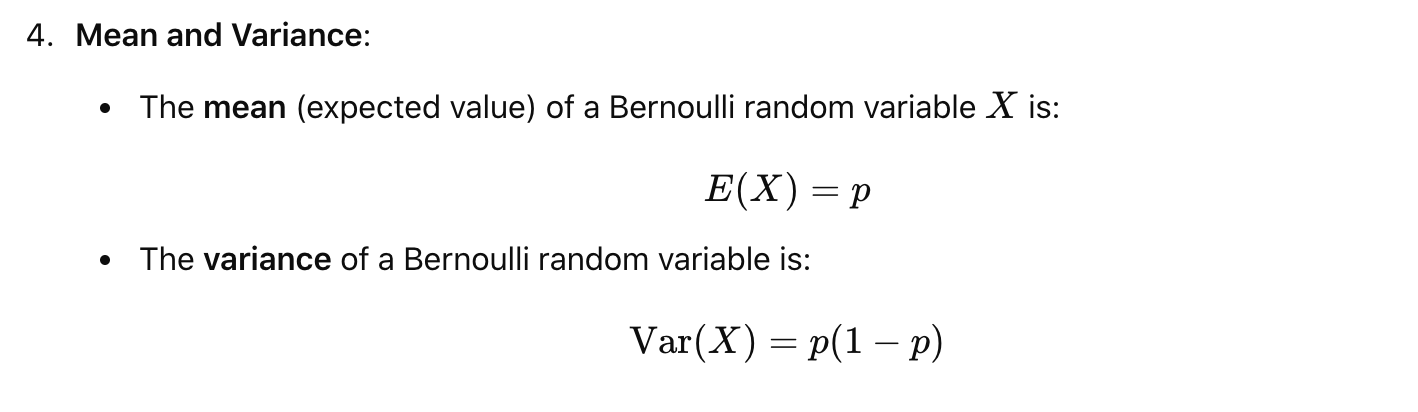 4. Mean and Variance:
• The mean (expected value) of a Bernoulli random variable X is:
E(X) = p
• The variance of a Bernoulli random variable is:
Var(X) = p(1 − p)